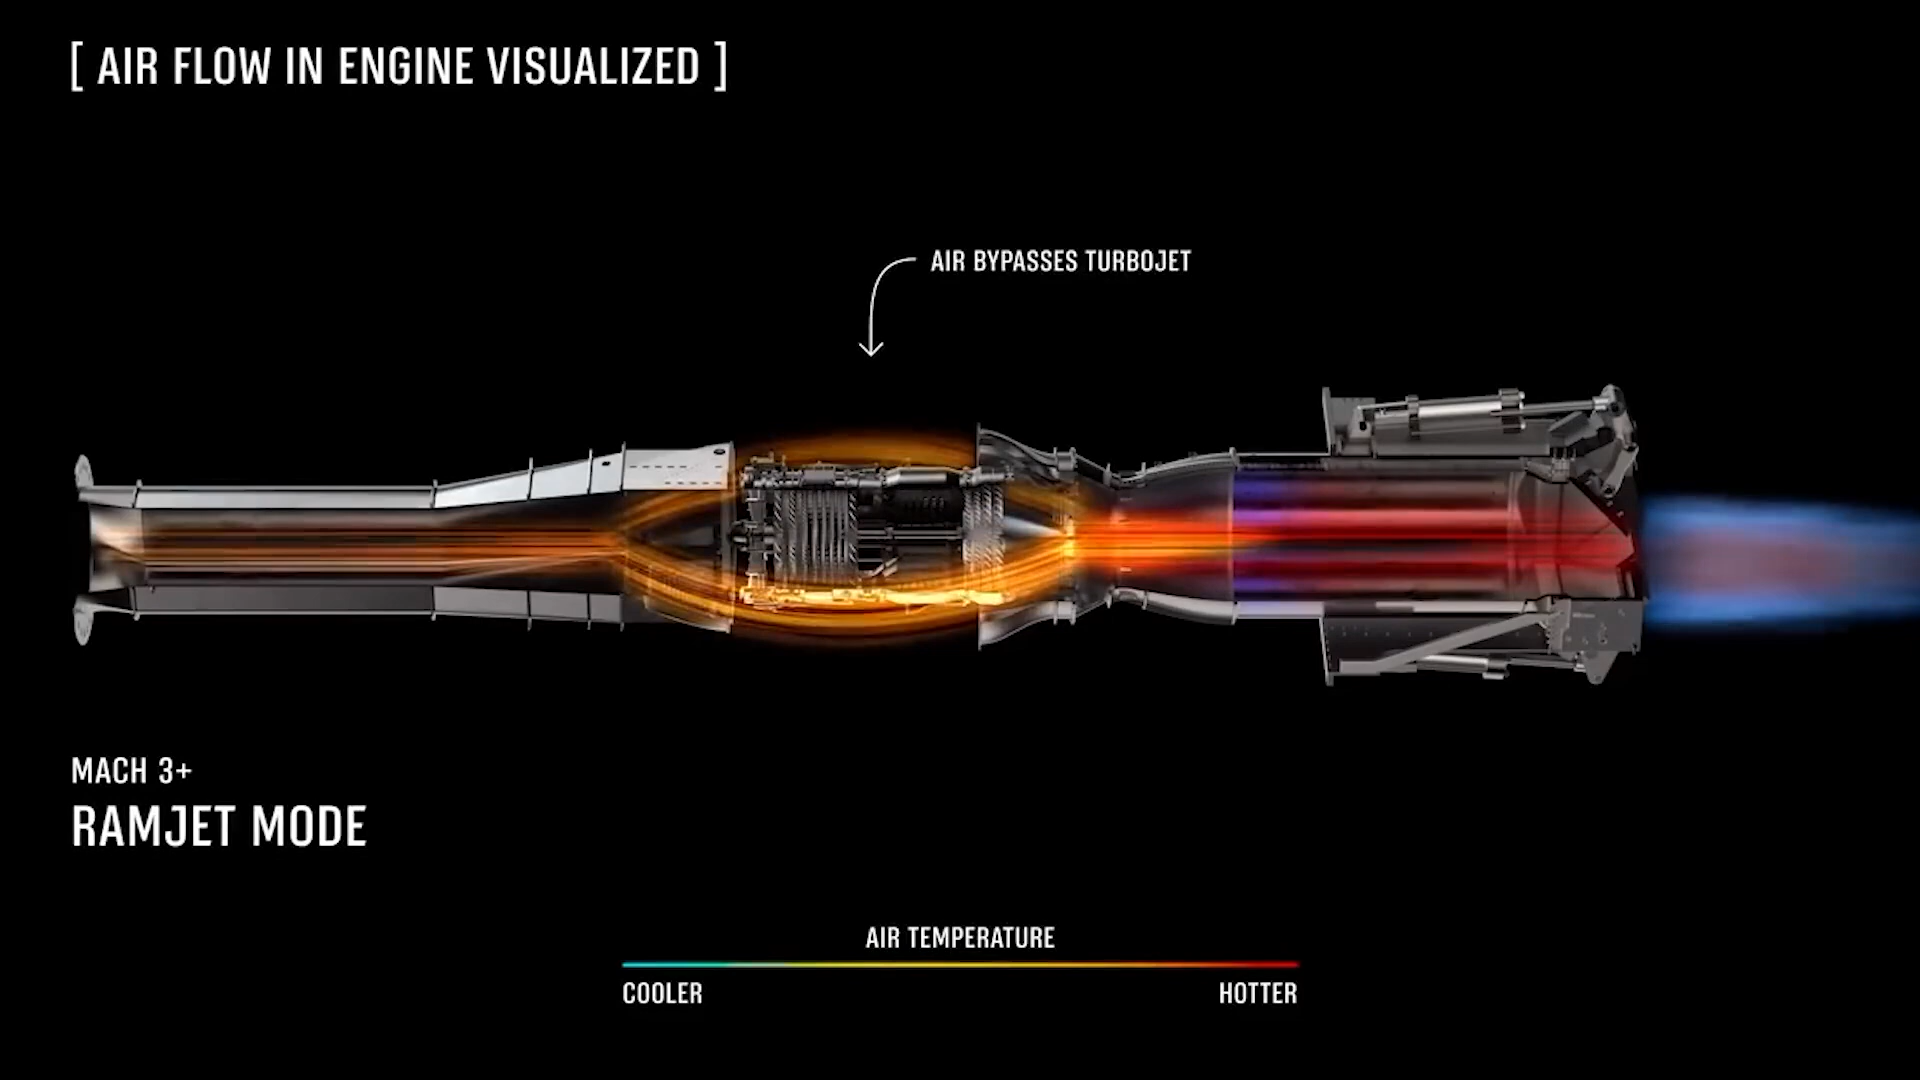 [ AIR FLOW IN ENGINE VISUALIZED ]
AIR BYPASSES TURBOJET
MACH 3+
RAMJET MODE
AIR TEMPERATURE
COOLER
HOTTER